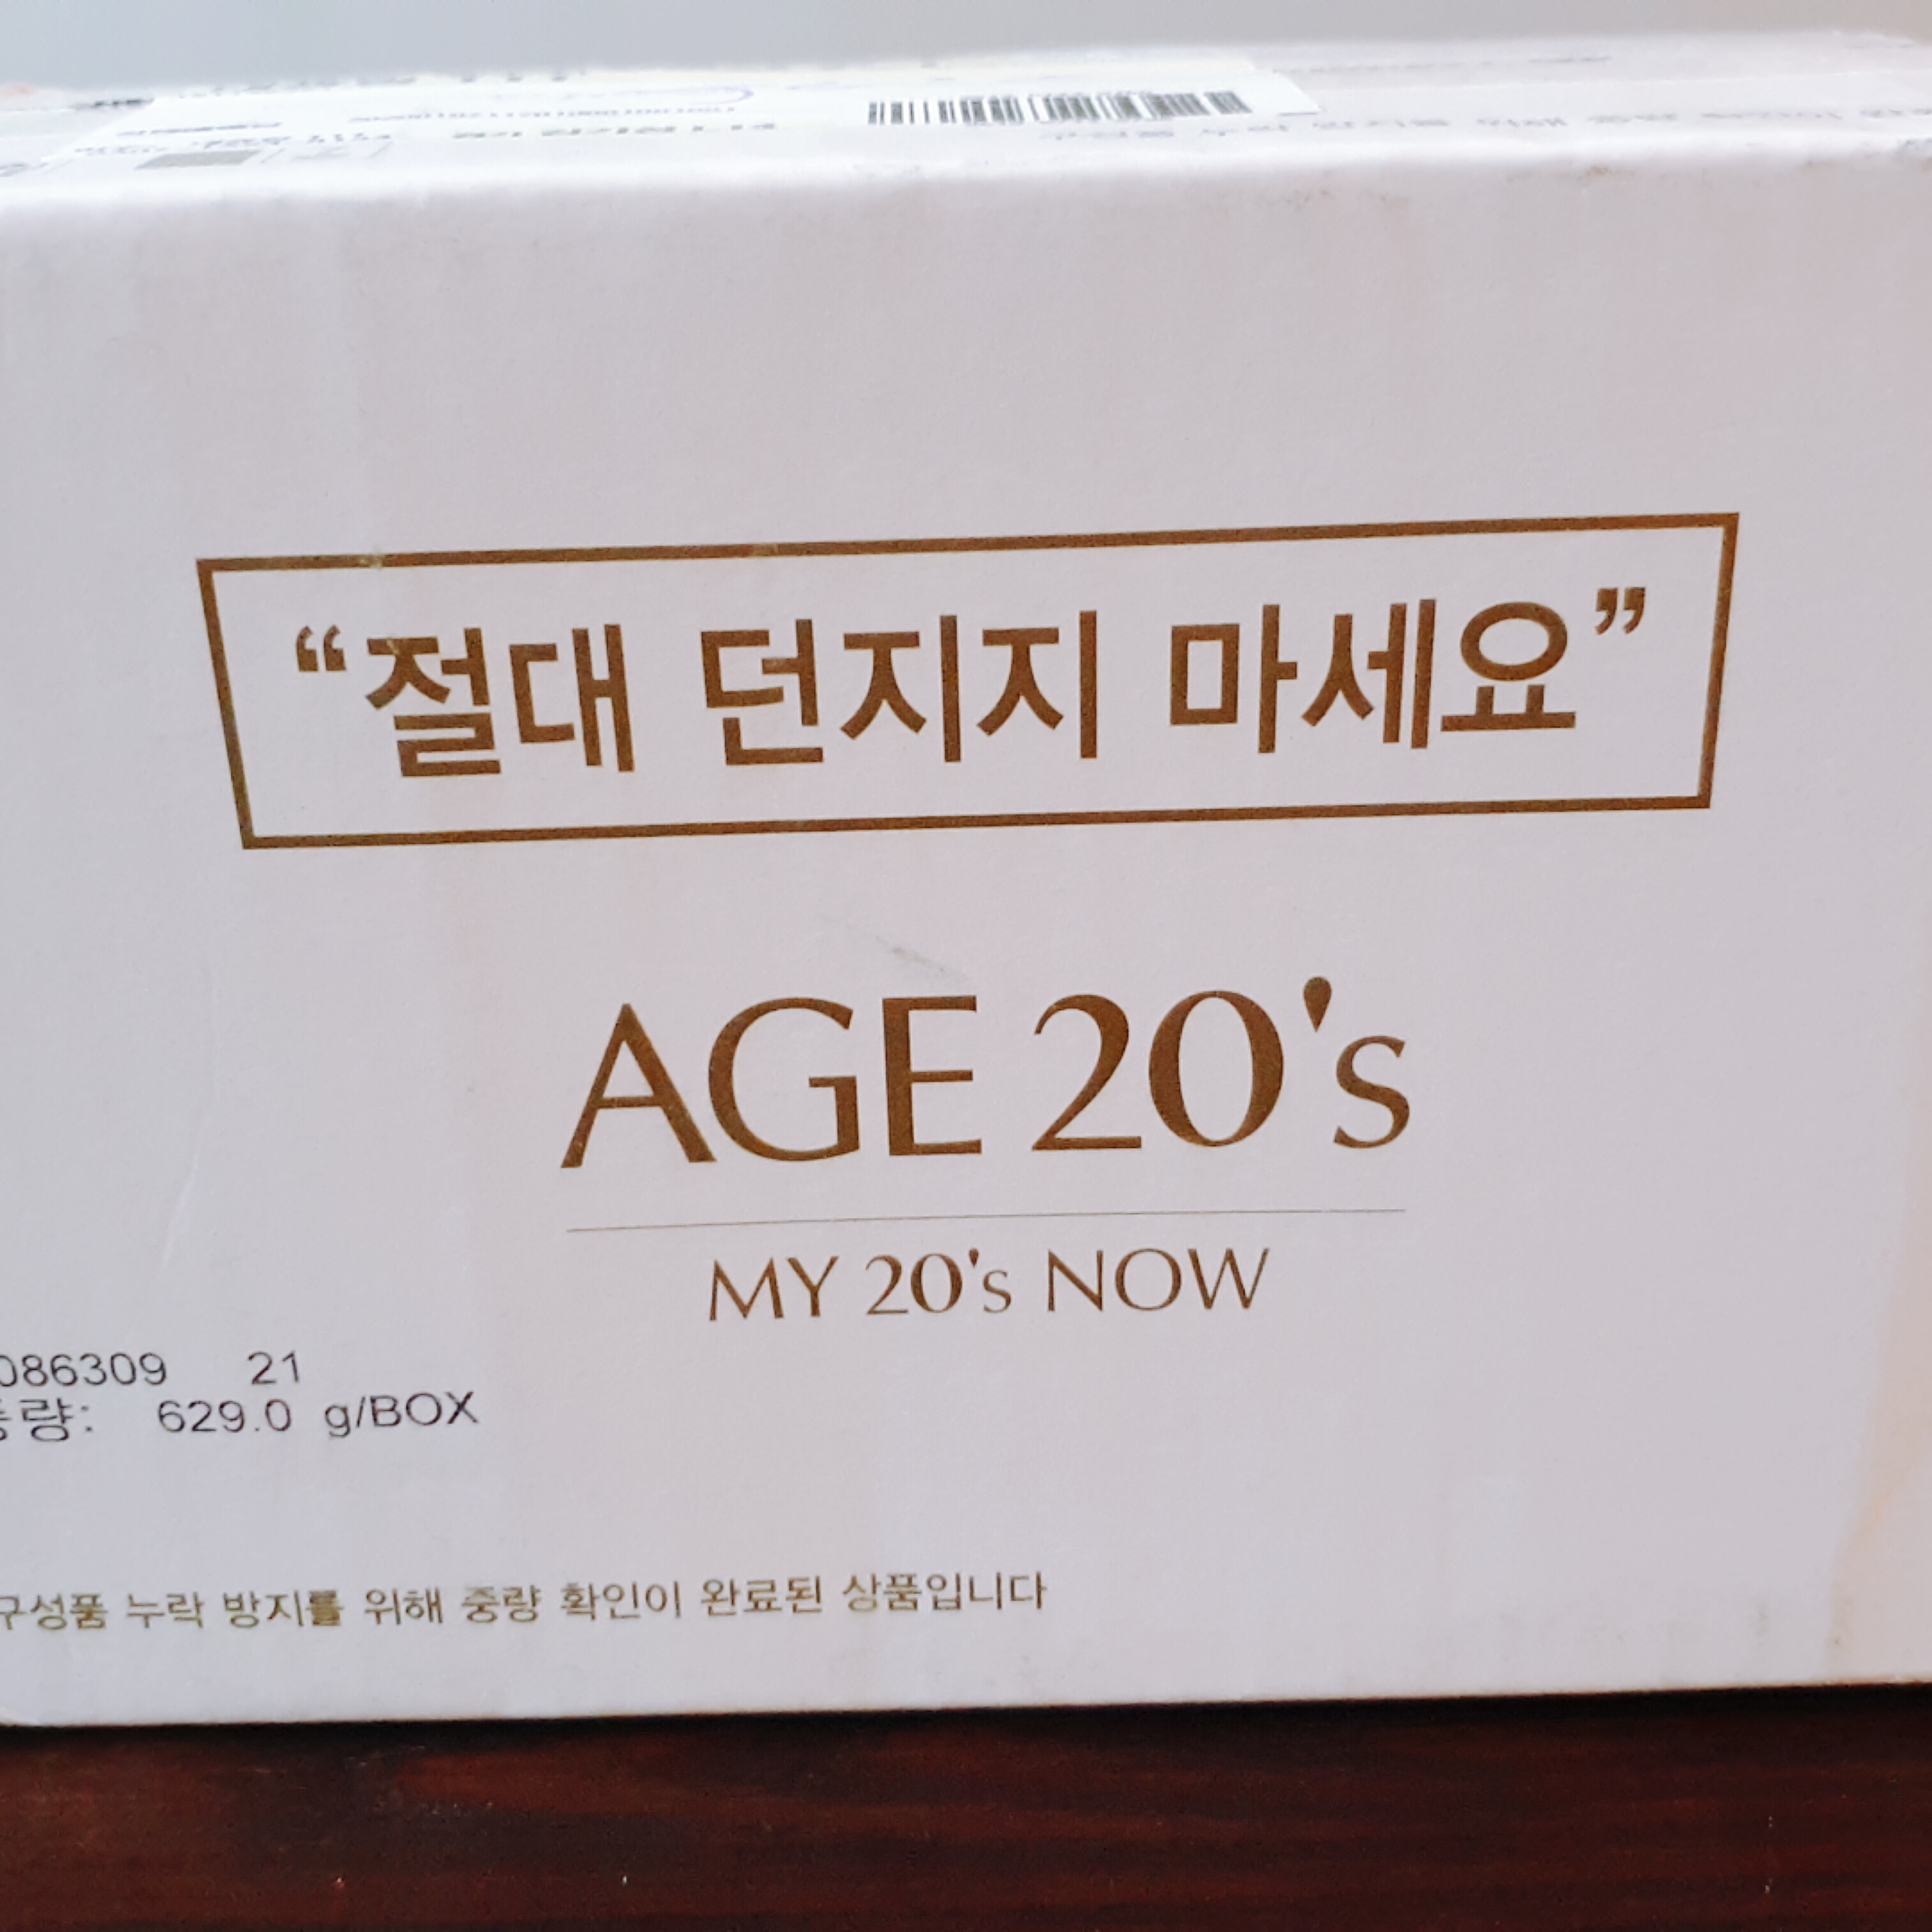 “절대 던지지 마세요”
AGE 20's
MY 20's NOW
086309 21
중량: 629.0 g/BOX
구성품 누락 방지를 위해 중량 확인이 완료된 상품입니다